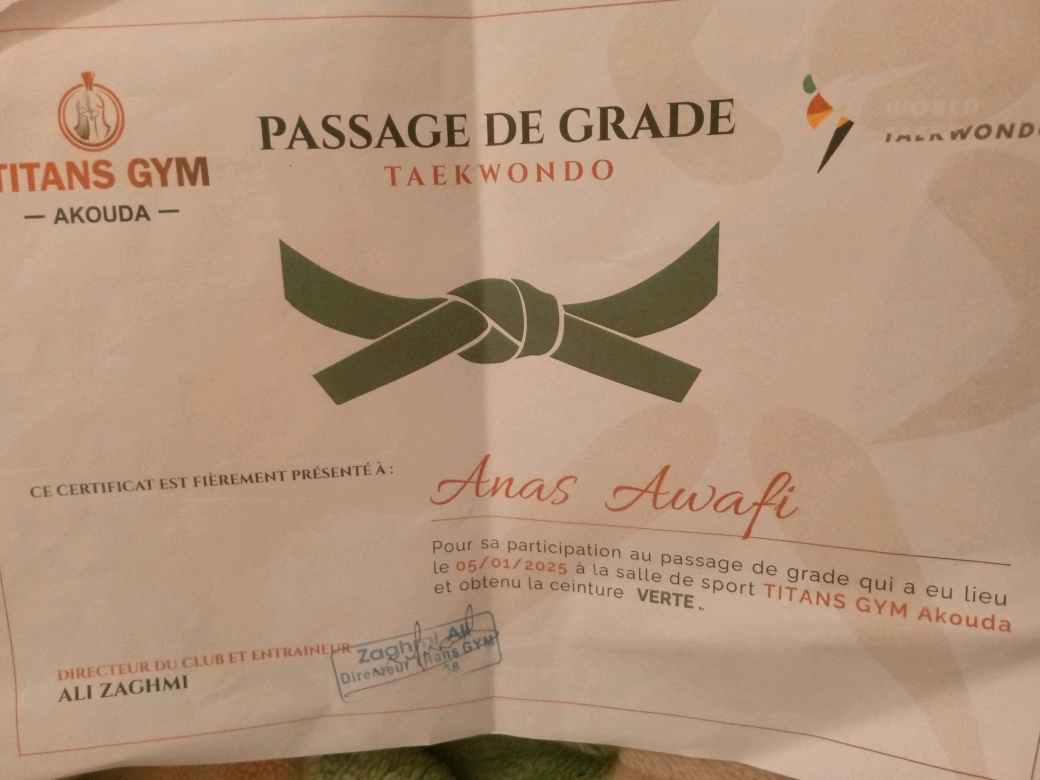 TITANS GYM
— AKOUDA —
PASSAGE DE GRADE
TAEKWONDO
WORLD
TAEKWONDO
CE CERTIFICAT EST FIÈREMENT PRÉSENTÉ À :
Anas Awafi
Pour sa participation au passage de grade qui a eu lieu
le 05/01/2025 à la salle de sport TITANS GYM Akouda
et obtenu la ceinture VERTE .
DIRECTEUR DU CLUB ET ENTRAINEUR
ALI ZAGHMI
Zaghmi Ali
Directeur Titans GYM